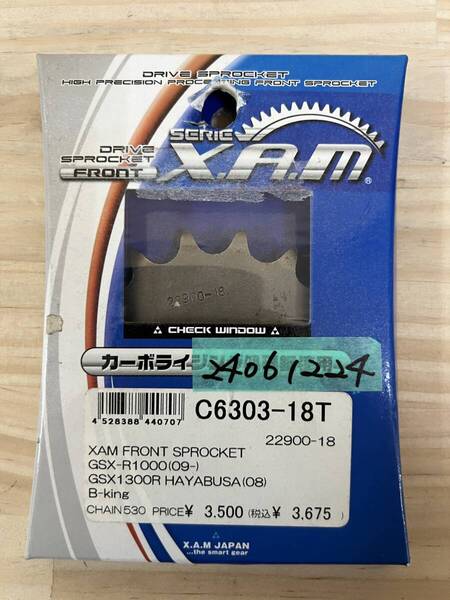 DRIVE SPROCKET
HIGH PRECISION PROCESSING FRONT SPROCKET
SERIE
X.A.M®
DRIVE
SPROCKET
FRONT
22900-18
CHECK WINDOW
カーボライ
24061224
4 528388 440707
C6303-18T
22900-18
XAM FRONT SPROCKET
GSX-R1000(09-)
GSX1300R HAYABUSA(08)
B-king
CHAIN 530 PRICE¥ 3.500 (税込¥ 3.675 )
X.A.M JAPAN
...the smart gear